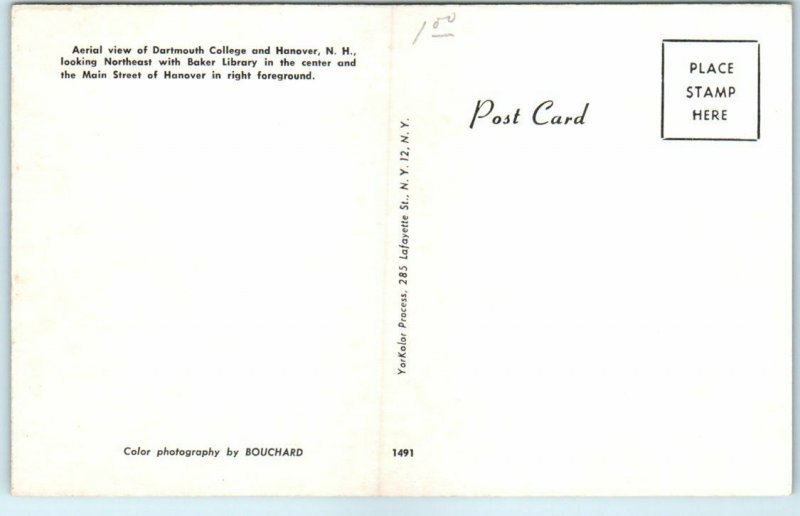 Aerial view of Dartmouth College and Hanover, N. H.,
looking Northeast with Baker Library in the center and
the Main Street of Hanover in right foreground.
Color photography by BOUCHARD
YorKolor Process, 285 Lafayette St., N. Y. 12, N. Y.
1491
1 00
Post Card
PLACE
STAMP
HERE